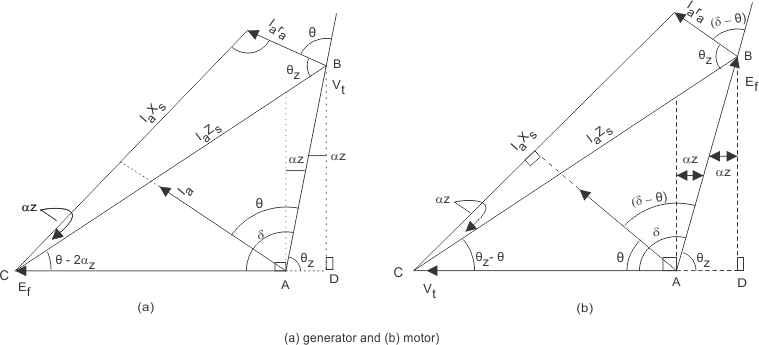 Iara
θ
B
θz
Vt
IaXs
IaZs
αz
αz
αz
Ia
θ
δ
θ - 2αz
θz
C
Ef
A
D
(a)
Iara
(δ – θ)
B
θz
Ef
IaXs
IaZs
αz
αz
αz
(δ – θ)
δ
θz- θ
θ
θz
C
Vt
A
D
(b)
(a) generator and (b) motor)